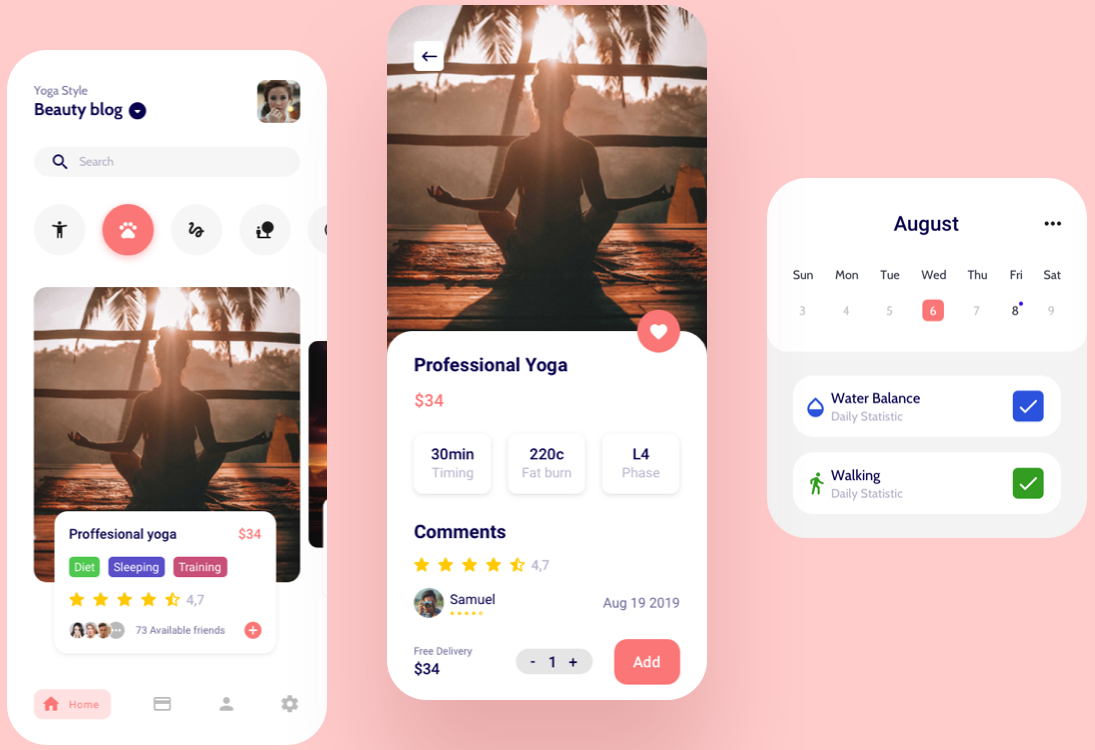 Yoga Style
Beauty blog
Search
Proffesional yoga $34
Diet Sleeping Training
4,7
73 Available friends
Home
Professional Yoga
$34
30min 220c L4
Timing Fat burn Phase
Comments
4,7
Samuel Aug 19 2019
Free Delivery
$34 - 1 + Add
August
Sun Mon Tue Wed Thu Fri Sat
3 4 5 6 7 8 9
Water Balance
Daily Statistic
Walking
Daily Statistic